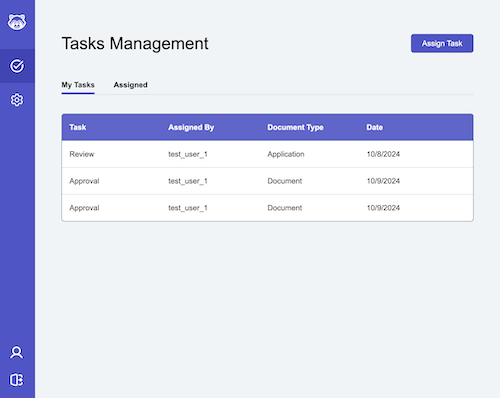 Tasks Management
Assign Task
My Tasks Assigned
Task Assigned By Document Type Date
Review test_user_1 Application 10/8/2024
Approval test_user_1 Document 10/9/2024
Approval test_user_1 Document 10/9/2024